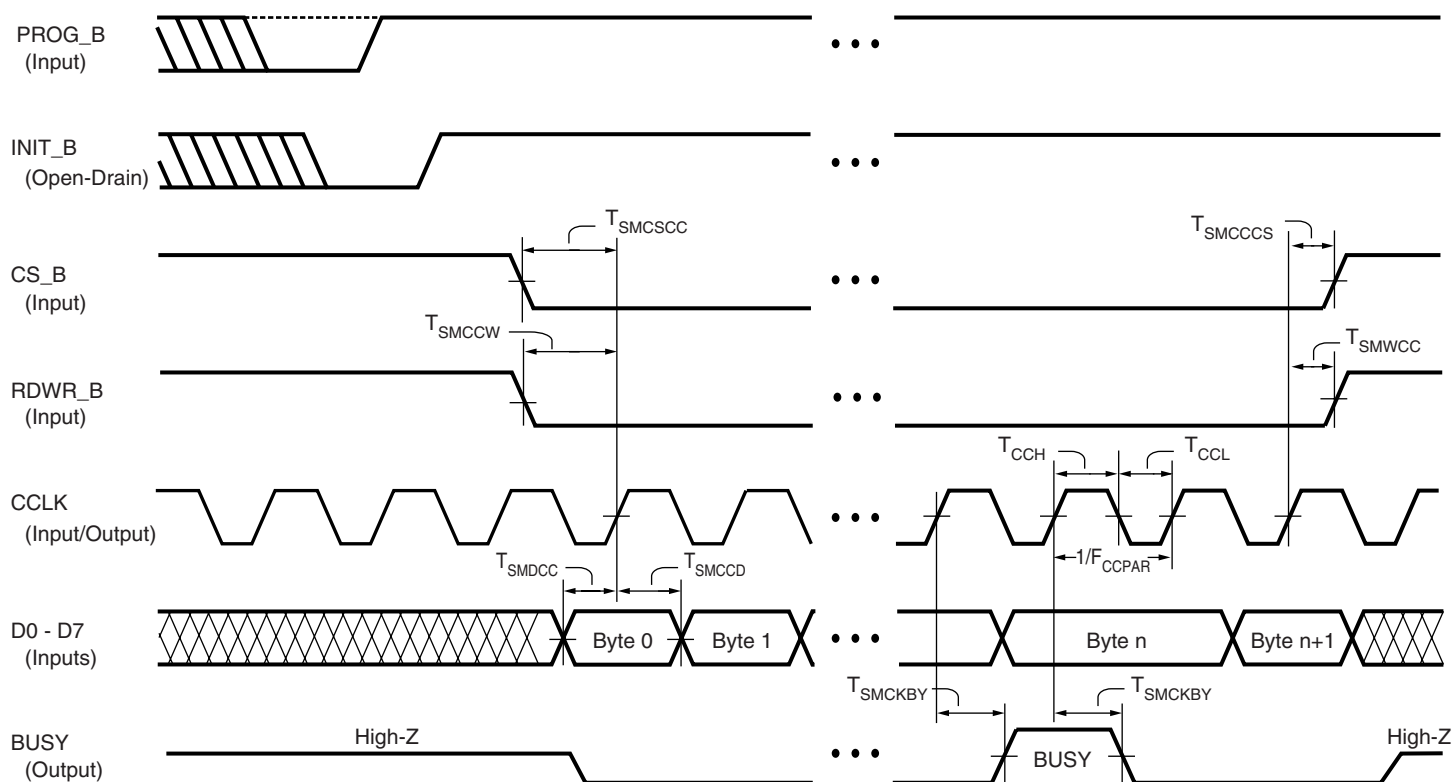 PROG_B
(Input)
INIT_B
(Open-Drain)
T_SMCSCC
T_SMCCCS
CS_B
(Input)
T_SMCCW
T_SMWCC
RDWR_B
(Input)
T_CCH
T_CCL
CCLK
(Input/Output)
1/F_CCPAR
T_SMDCC
T_SMCCD
D0 - D7
(Inputs)
Byte 0
Byte 1
Byte n
Byte n+1
T_SMCKBY
T_SMCKBY
BUSY
(Output)
High-Z
BUSY
High-Z